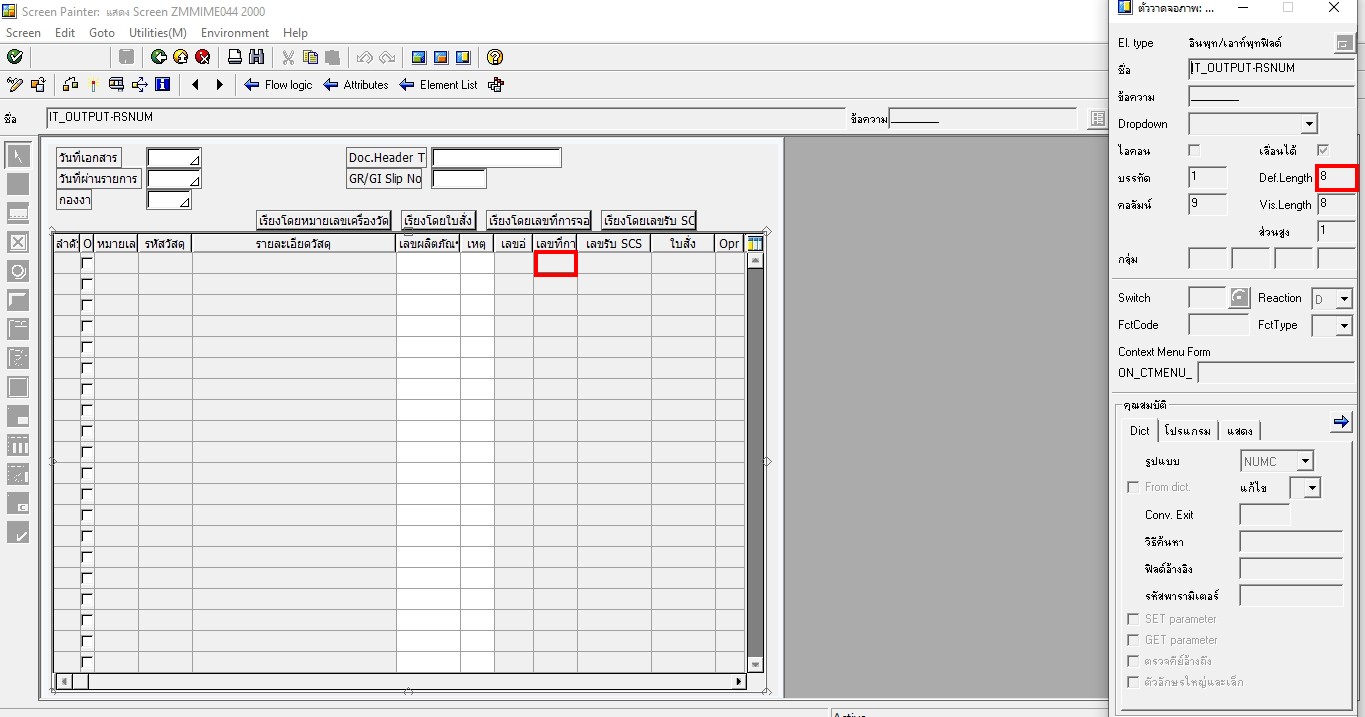 Screen Painter: แสดง Screen ZMMIME044 2000
Screen Edit Goto Utilities(M) Environment Help
Flow logic Attributes Element List
ชื่อ IT_OUTPUT-RSNUM ข้อความ ________
วันที่เอกสาร Doc.Header T
วันที่ผ่านรายการ GR/GI Slip No
กองงา
เรียงโดยหมายเลขเครื่องวัด เรียงโดยใบสั่ง เรียงโดยเลขที่การจอ เรียงโดยเลขรับ SC
ลำดั O หมายเล รหัสวัสดุ รายละเอียดวัสดุ เลขผลิตภัณฑ เหตุ เลขอ่ เลขที่กา เลขรับ SCS ใบสั่ง Opr
Active
ตัววาดจอภาพ: ...
El. type อินพุท/เอาท์พุทฟิลด์
ชื่อ IT_OUTPUT-RSNUM
ข้อความ ________
Dropdown
ไอคอน เลื่อนได้
บรรทัด 1 Def.Length 8
คอลัมน์ 9 Vis.Length 8
ส่วนสูง 1
กลุ่ม
Switch Reaction D
FctCode FctType
Context Menu Form
ON_CTMENU_
คุณสมบัติ
Dict โปรแกรม แสดง
รูปแบบ NUMC
From dict. แก้ไข
Conv. Exit
วิธีค้นหา
ฟิลด์อ้างอิง
รหัสพารามิเตอร์
SET parameter
GET parameter
ตรวจคีย์อ้างถึง
ตัวอักษรใหญ่และเล็ก